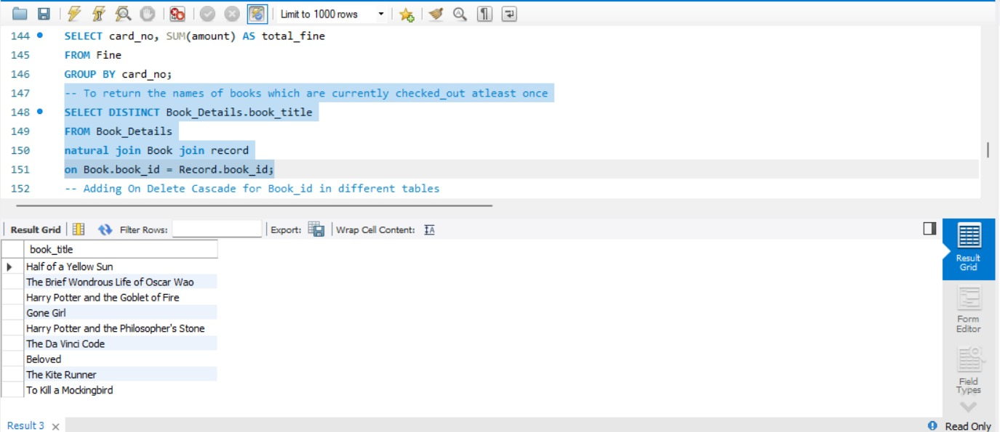 Limit to 1000 rows
144 SELECT card_no, SUM(amount) AS total_fine
145 FROM Fine
146 GROUP BY card_no;
147 -- To return the names of books which are currently checked_out atleast once
148 SELECT DISTINCT Book_Details.book_title
149 FROM Book_Details
150 natural join Book join record
151 on Book.book_id = Record.book_id;
152 -- Adding On Delete Cascade for Book_id in different tables
Result Grid Filter Rows: Export: Wrap Cell Content:
book_title
Half of a Yellow Sun
The Brief Wondrous Life of Oscar Wao
Harry Potter and the Goblet of Fire
Gone Girl
Harry Potter and the Philosopher's Stone
The Da Vinci Code
Beloved
The Kite Runner
To Kill a Mockingbird
Result
Grid
Form
Editor
Field
Types
Result 3
Read Only